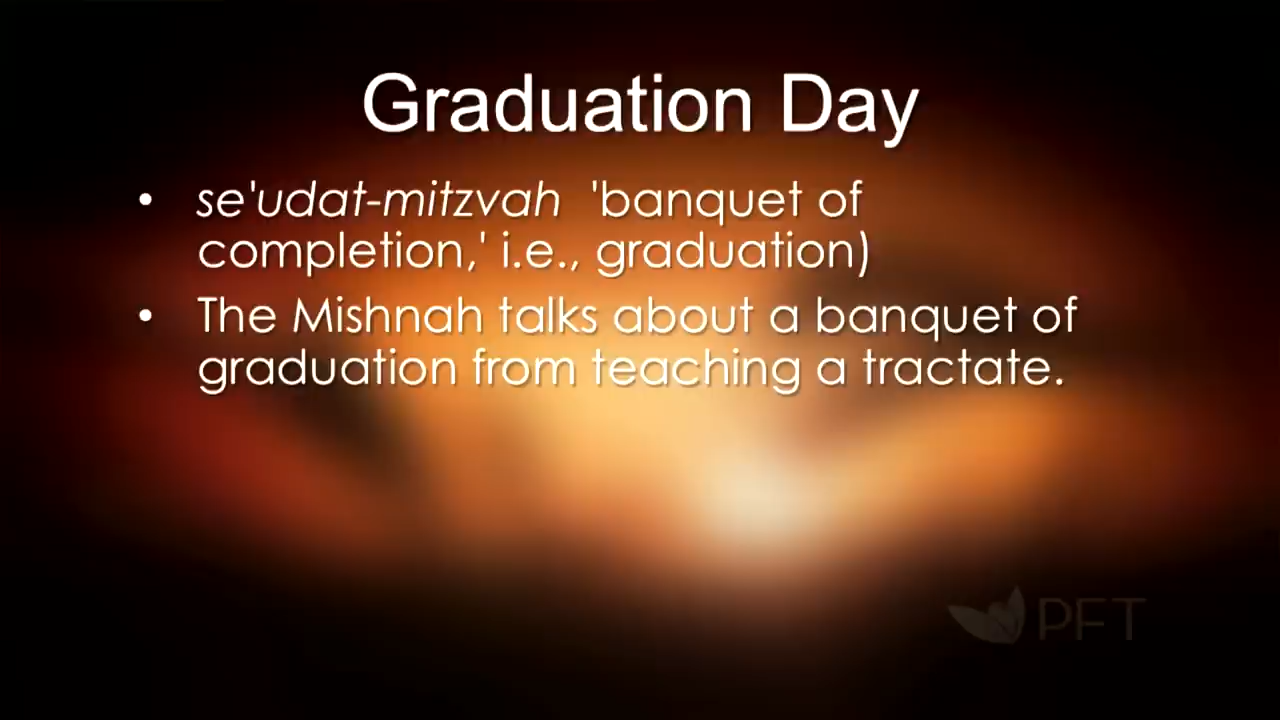 Graduation Day
• se'udat-mitzvah 'banquet of
completion,' i.e., graduation)
• The Mishnah talks about a banquet of
graduation from teaching a tractate.
PFT